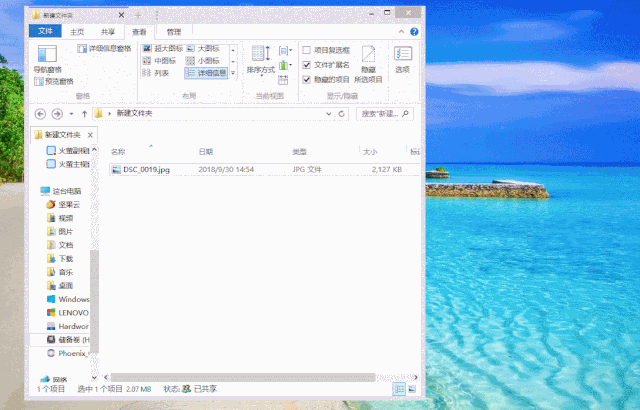 新建文件夹
文件 主页 共享 查看 管理
导航窗格
预览窗格
详细信息窗格
窗格
超大图标 大图标
中图标 小图标
列表 详细信息
布局
排序方式
当前视图
项目复选框
文件扩展名
隐藏的项目
隐藏
所选项目
显示/隐藏
选项
新建文件夹
搜索"新建...
新建文件夹
名称 日期 类型 大小 标记
DSC_0019.jpg 2018/9/30 14:54 JPG 文件 2,127 KB
火萤副视
火萤主视
这台电脑
坚果云
视频
图片
文档
下载
音乐
桌面
Windows
LENOVO
Hardwor
储备卷 (H
Phoenix_
网络
1 个项目 选中 1 个项目 2.07 MB 状态: 已共享